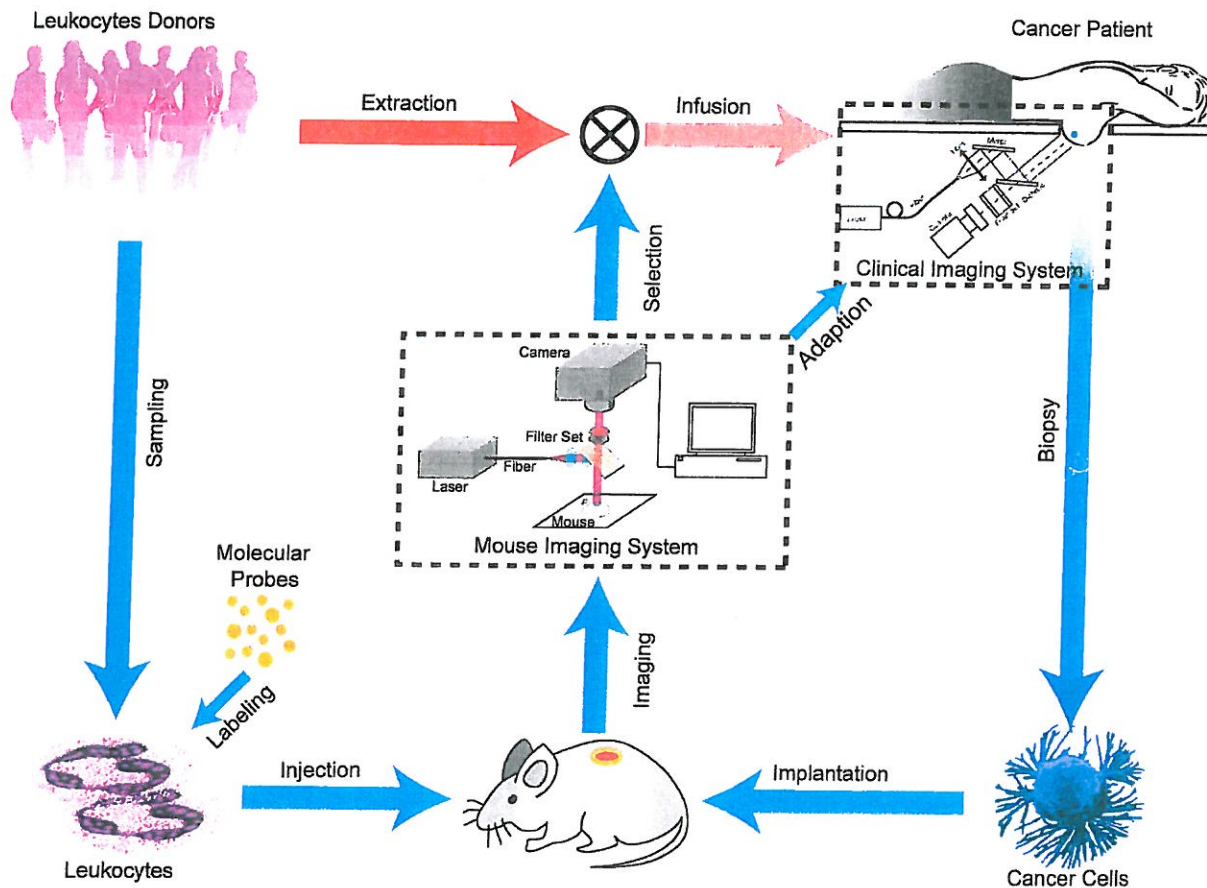 Leukocytes Donors
Cancer Patient
Extraction
Infusion
Clinical Imaging System
Selection
Adaption
Camera
Filter Set
Fiber
Laser
Mouse
Mouse Imaging System
Sampling
Biopsy
Molecular
Probes
Labeling
Imaging
Injection
Implantation
Leukocytes
Cancer Cells